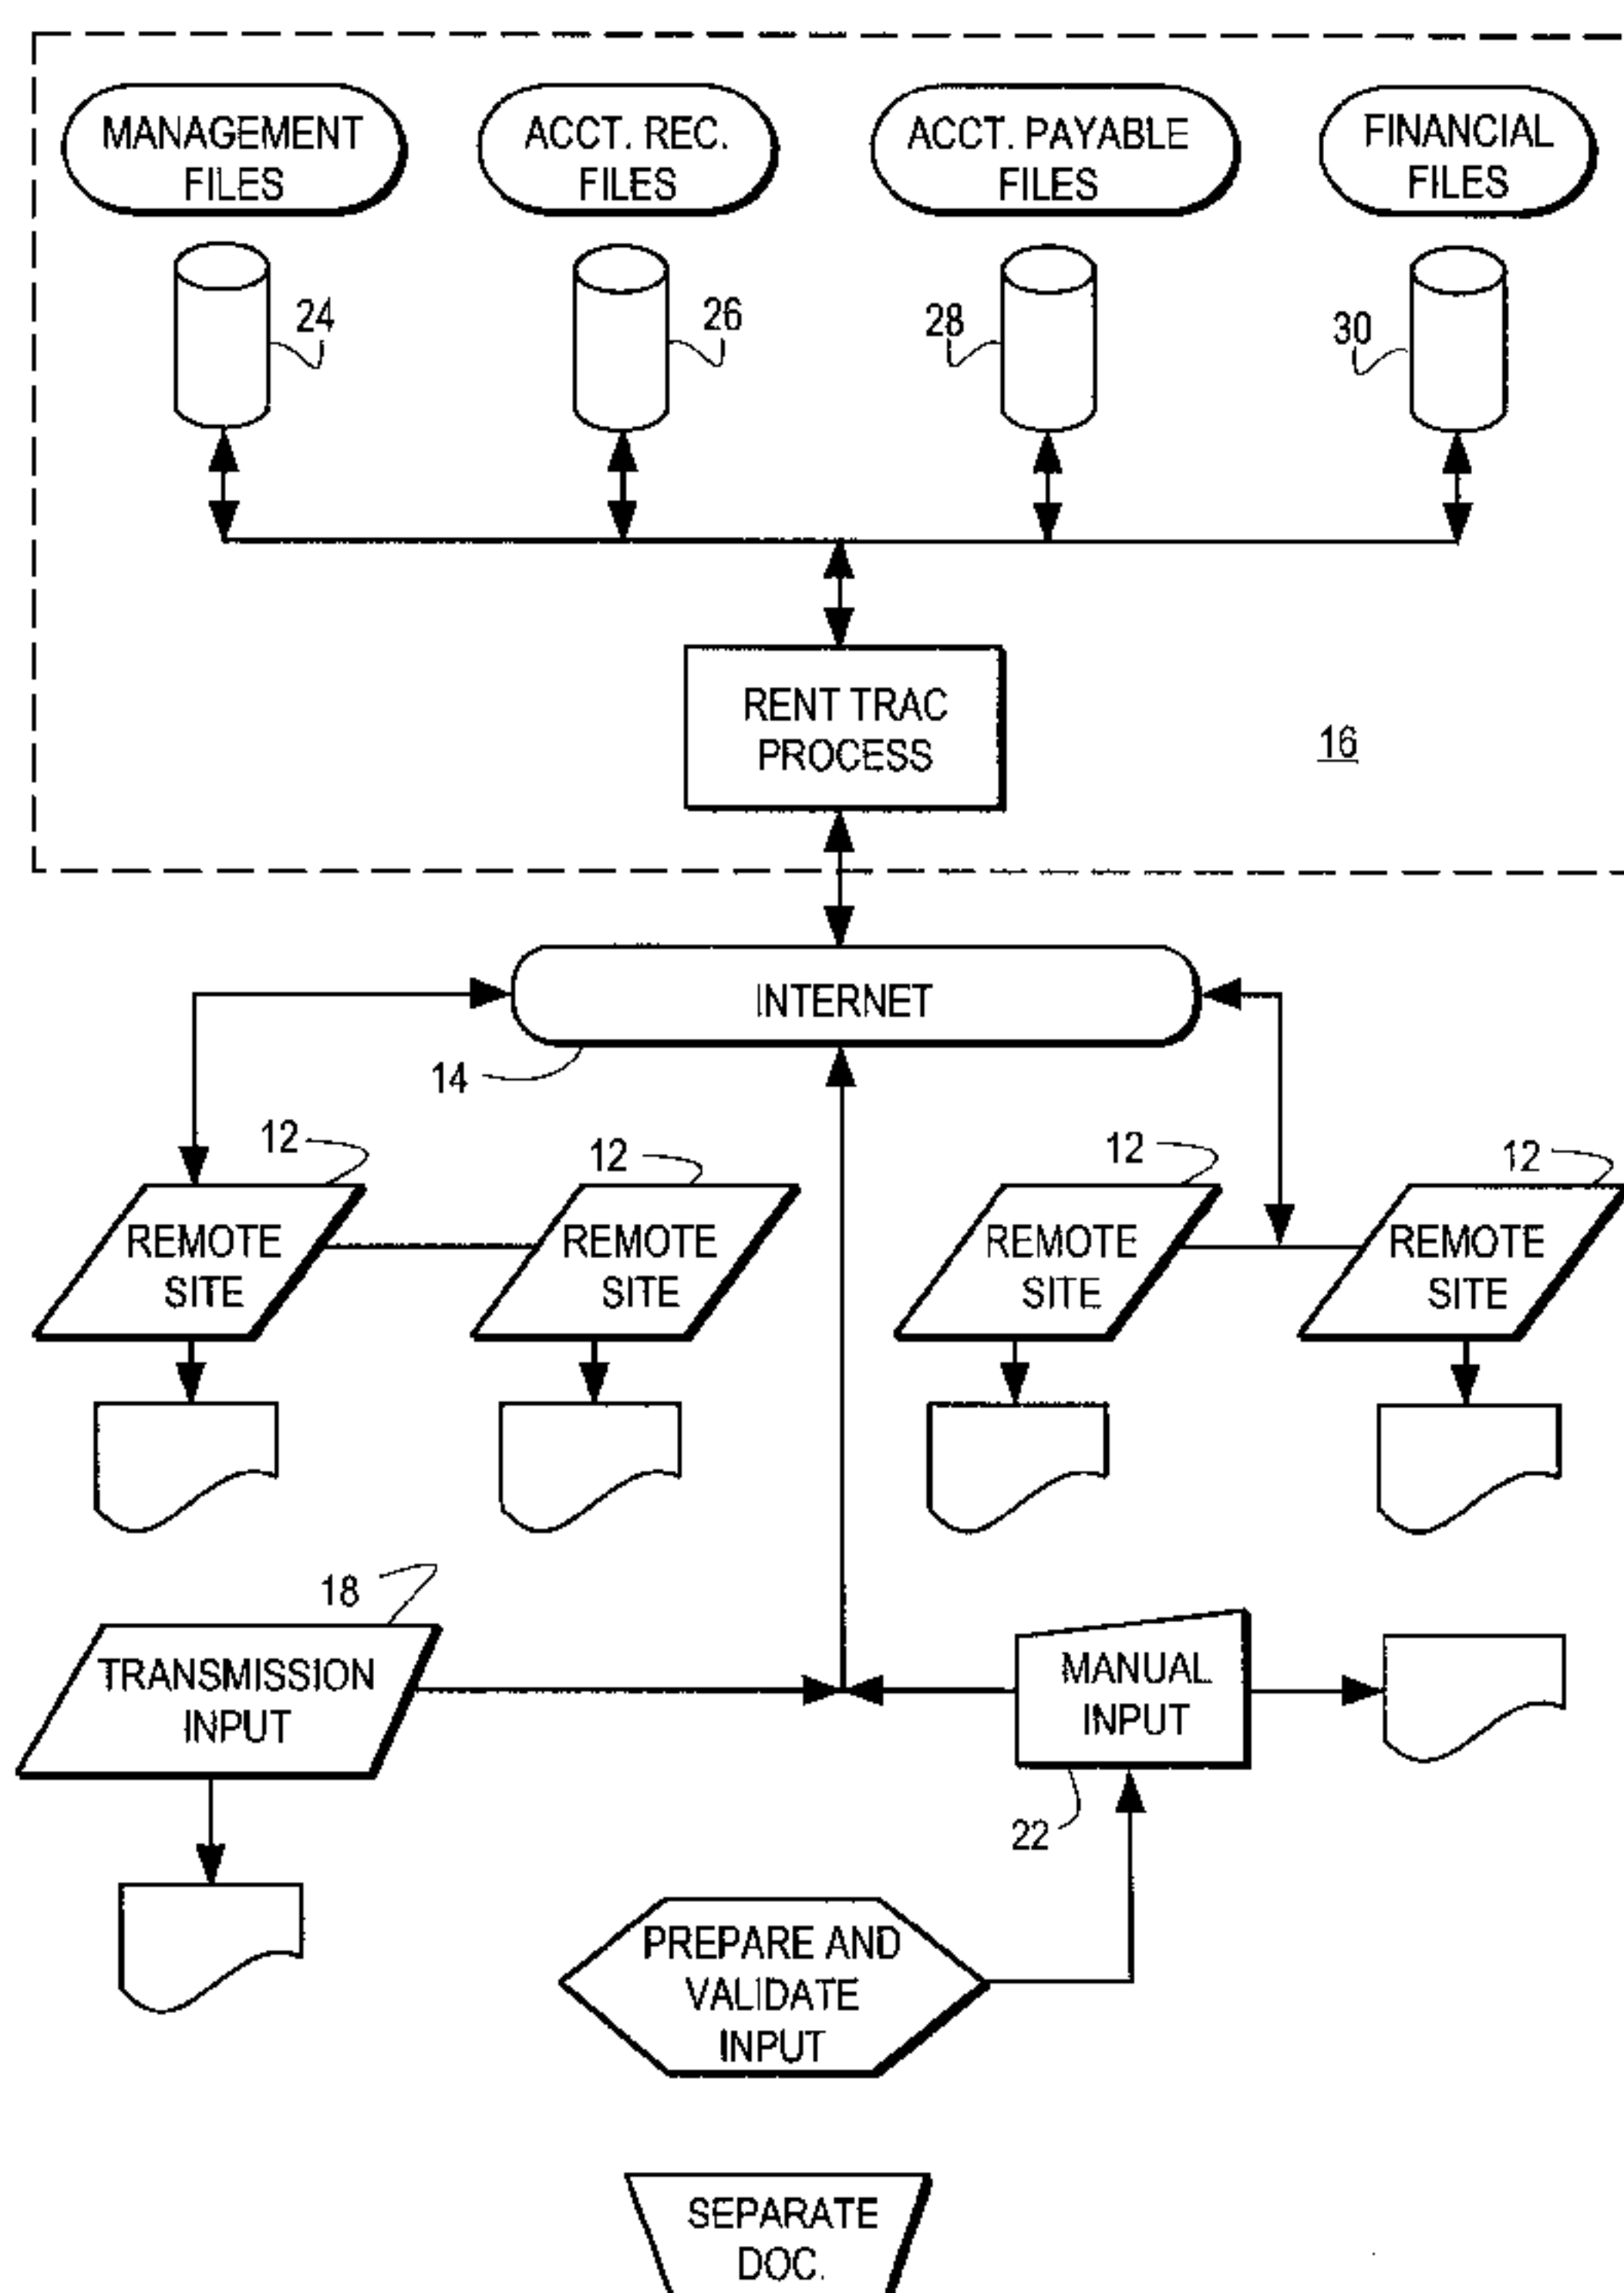 MANAGEMENT
FILES
ACCT. REC.
FILES
ACCT. PAYABLE
FILES
FINANCIAL
FILES
24
26
28
30
RENT TRAC
PROCESS
16
INTERNET
14
12
12
12
12
REMOTE
SITE
REMOTE
SITE
REMOTE
SITE
REMOTE
SITE
18
TRANSMISSION
INPUT
MANUAL
INPUT
22
PREPARE AND
VALIDATE
INPUT
SEPARATE
DOC.